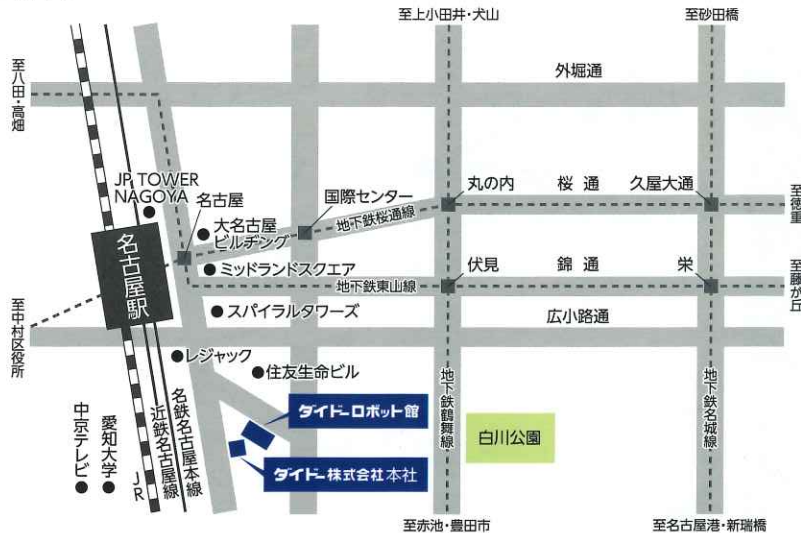 至上小田井・犬山
至砂田橋
至八田・高畑
外堀通
JP TOWER
NAGOYA
名古屋
国際センター
丸の内
桜通
久屋大通
至徳重
大名古屋
ビルヂング
地下鉄桜通線
名古屋駅
ミッドランドスクエア
伏見
錦通
栄
至藤が丘
地下鉄東山線
至中村区役所
スパイラルタワーズ
広小路通
レジャック
住友生命ビル
地下鉄鶴舞線
地下鉄名城線
中京テレビ
愛知大学
JR
近鉄名古屋線
名鉄名古屋本線
ダイドーロボット館
白川公園
ダイドー株式会社 本社
至赤池・豊田市
至名古屋港・新瑞橋